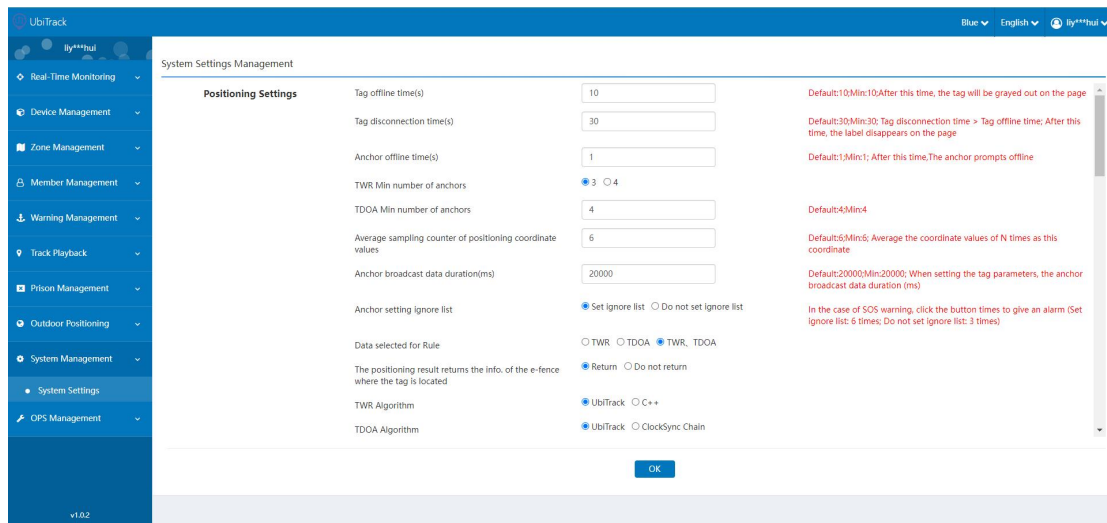 UbiTrack
Blue English liy***hui
liy***hui
Real-Time Monitoring
Device Management
Zone Management
Member Management
Warning Management
Track Playback
Prison Management
Outdoor Positioning
System Management
System Settings
OPS Management
v1.0.2
System Settings Management
Positioning Settings
Tag offline time(s) 10 Default:10;Min:10;After this time, the tag will be grayed out on the page
Tag disconnection time(s) 30 Default:30;Min:30; Tag disconnection time > Tag offline time; After this
time, the label disappears on the page
Anchor offline time(s) 1 Default:1;Min:1; After this time,The anchor prompts offline
TWR Min number of anchors 3 4
TDOA Min number of anchors 4 Default:4;Min:4
Average sampling counter of positioning coordinate 6 Default:6;Min:6; Average the coordinate values of N times as this
values coordinate
Anchor broadcast data duration(ms) 20000 Default:20000;Min:20000; When setting the tag parameters, the anchor
broadcast data duration (ms)
Anchor setting ignore list Set ignore list Do not set ignore list In the case of SOS warning, click the button times to give an alarm (Set
ignore list: 6 times; Do not set ignore list: 3 times)
Data selected for Rule TWR TDOA TWR, TDOA
The positioning result returns the info. of the e-fence Return Do not return
where the tag is located
TWR Algorithm UbiTrack C++
TDOA Algorithm UbiTrack ClockSync Chain
OK